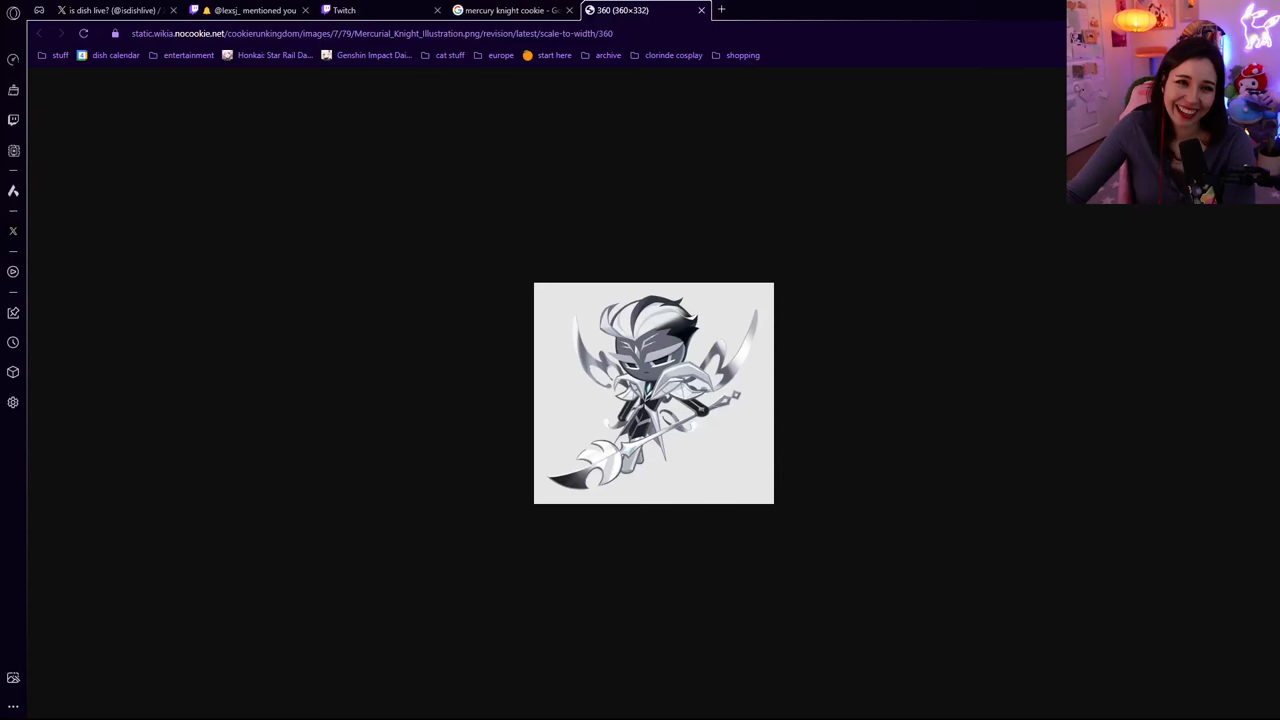 is dish live? (@isdishlive) /
@lexsj_ mentioned you
Twitch
mercury knight cookie - Go
360 (360×332)
static.wikia.nocookie.net/cookierunkingdom/images/7/79/Mercurial_Knight_Illustration.png/revision/latest/scale-to-width/360
stuff
dish calendar
entertainment
Honkai: Star Rail Da...
Genshin Impact Dai...
cat stuff
europe
start here
archive
clorinde cosplay
shopping